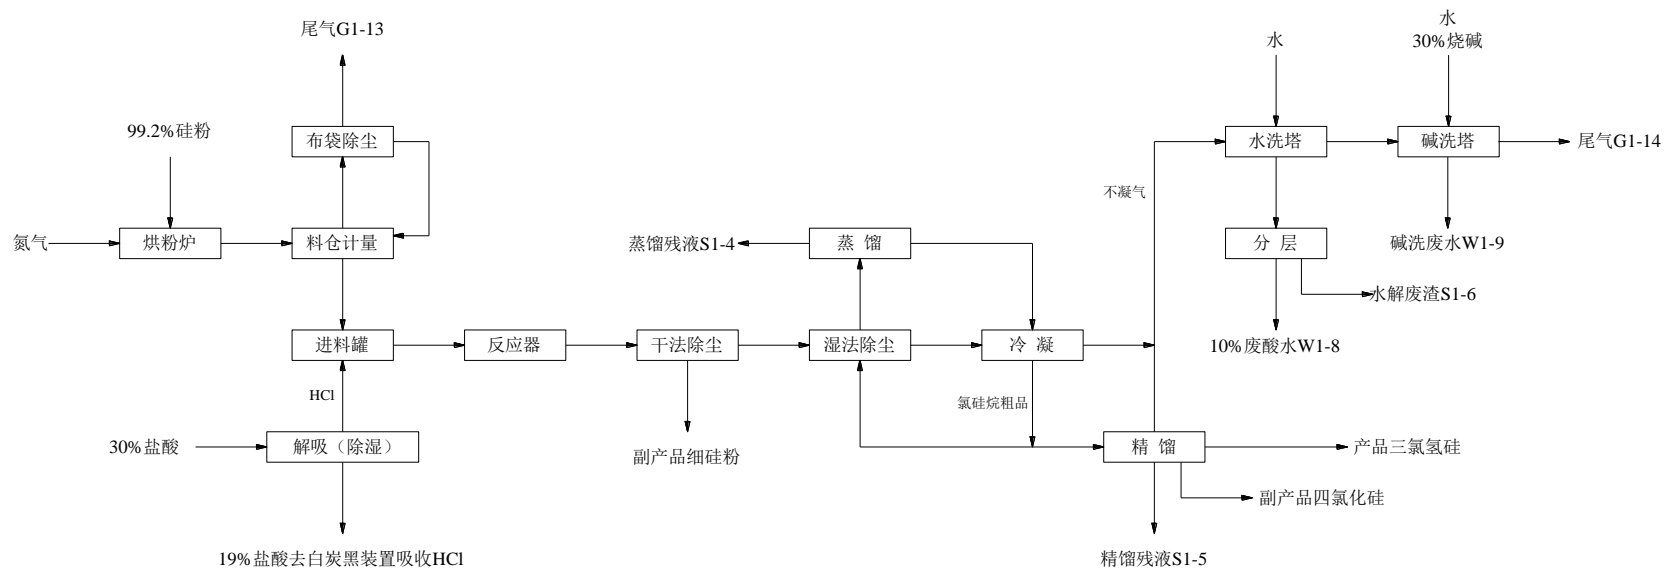 水
尾气G1-13
水
30%烧碱
99.2%硅粉
布袋除尘
水洗塔
碱洗塔
尾气G1-14
不凝气
氮气
烘粉炉
料仓计量
蒸馏残液S1-4
蒸 馏
分 层
碱洗废水W1-9
水解废渣S1-6
进料罐
反应器
干法除尘
湿法除尘
冷 凝
10%废酸水W1-8
HCl
氯硅烷粗品
30%盐酸
解吸（除湿）
副产品细硅粉
精 馏
产品三氯氢硅
副产品四氯化硅
19%盐酸去白炭黑装置吸收HCl
精馏残液S1-5